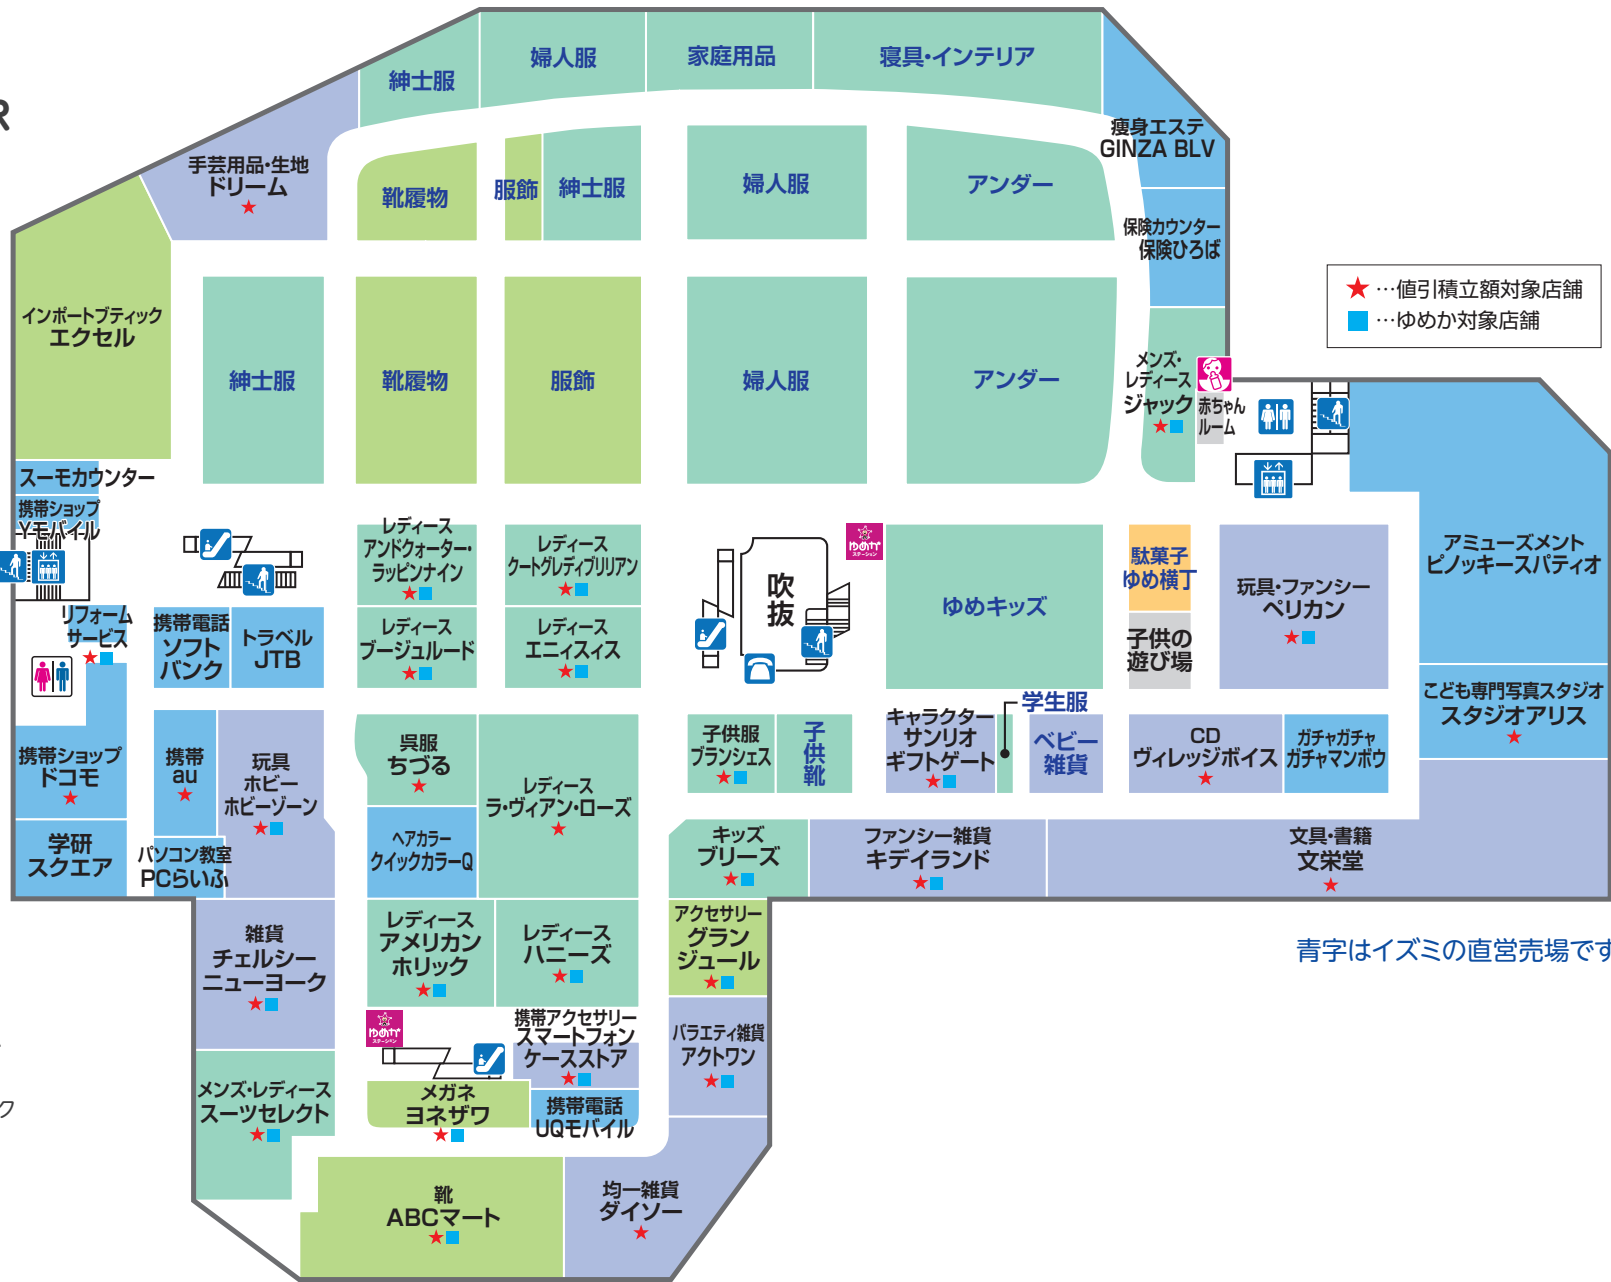 R
紳士服
婦人服
家庭用品
寝具・インテリア
痩身エステ
GINZA BLV
手芸用品・生地
ドリーム
靴履物
服飾
紳士服
婦人服
アンダー
保険カウンター
保険ひろば
★…値引積立額対象店舗
■…ゆめか対象店舗
インポートブティック
エクセル
紳士服
靴履物
服飾
婦人服
アンダー
メンズ・
レディース
ジャック
赤ちゃん
ルーム
スーモカウンター
携帯ショップ
Yモバイル
レディース
アンドクォーター・
ラッピンナイン
レディース
クートグレディブリリアン
ゆめか
ステーション
吹
抜
ゆめキッズ
駄菓子
ゆめ横丁
子供の
遊び場
玩具・ファンシー
ペリカン
アミューズメント
ピノッキースパティオ
リフォーム
サービス
携帯電話
ソフト
バンク
トラベル
JTB
レディース
ブージュルード
レディース
エニィスィス
こども専門写真スタジオ
スタジオアリス
携帯ショップ
ドコモ
携帯
au
玩具
ホビー
ホビーゾーン
呉服
ちづる
レディース
ラ・ヴィアン・ローズ
子供服
ブランシェス
子
供
靴
キャラクター
サンリオ
ギフトゲート
学生服
ベビー
雑貨
CD
ヴィレッジボイス
ガチャガチャ
ガチャマンボウ
学研
スクエア
パソコン教室
PCらいふ
ヘアカラー
クイックカラーQ
キッズ
ブリーズ
ファンシー雑貨
キデイランド
文具・書籍
文栄堂
雑貨
チェルシー
ニューヨーク
レディース
アメリカン
ホリック
レディース
ハニーズ
アクセサリー
グラン
ジュール
青字はイズミの直営売場です
ゆめか
ステーション
携帯アクセサリー
スマートフォン
ケースストア
バラエティ雑貨
アクトワン
メンズ・レディース
スーツセレクト
メガネ
ヨネザワ
携帯電話
UQモバイル
ク
靴
ABCマート
均一雑貨
ダイソー